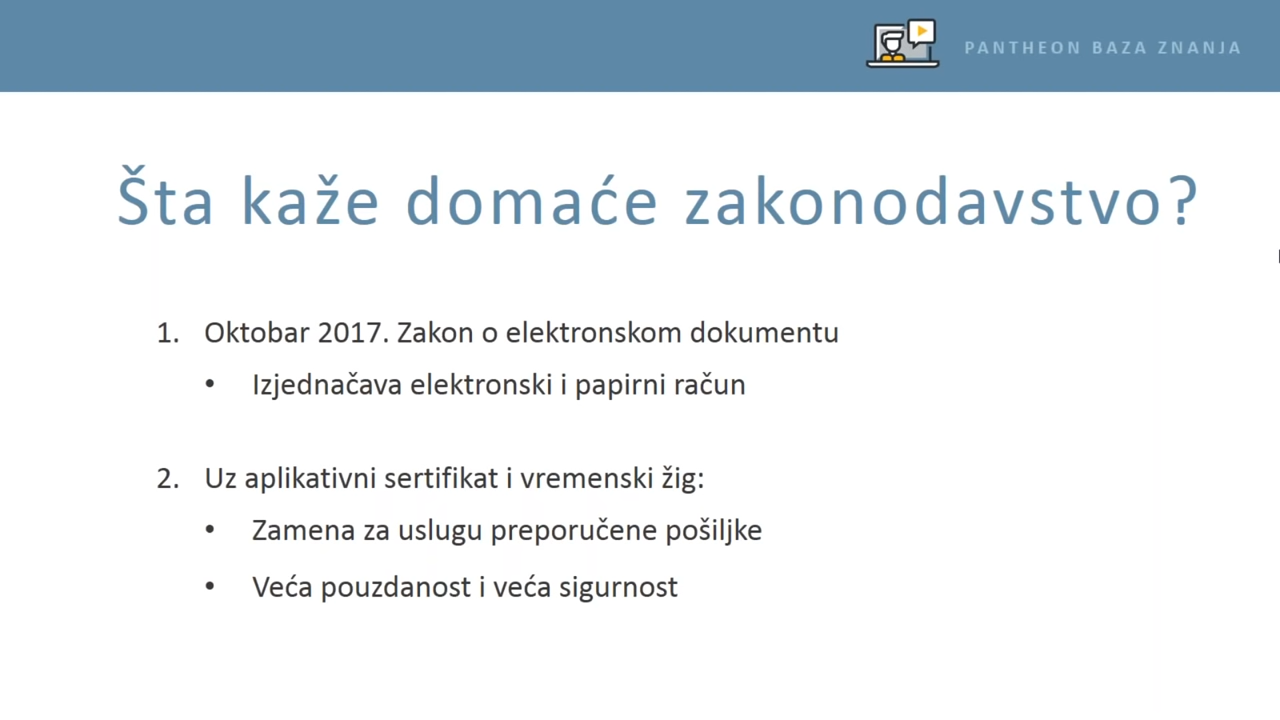 PANTHEON BAZA ZNANJA
Šta kaže domaće zakonodavstvo?
1. Oktobar 2017. Zakon o elektronskom dokumentu
• Izjednačava elektronski i papirni račun
2. Uz aplikativni sertifikat i vremenski žig:
• Zamena za uslugu preporučene pošiljke
• Veća pouzdanost i veća sigurnost